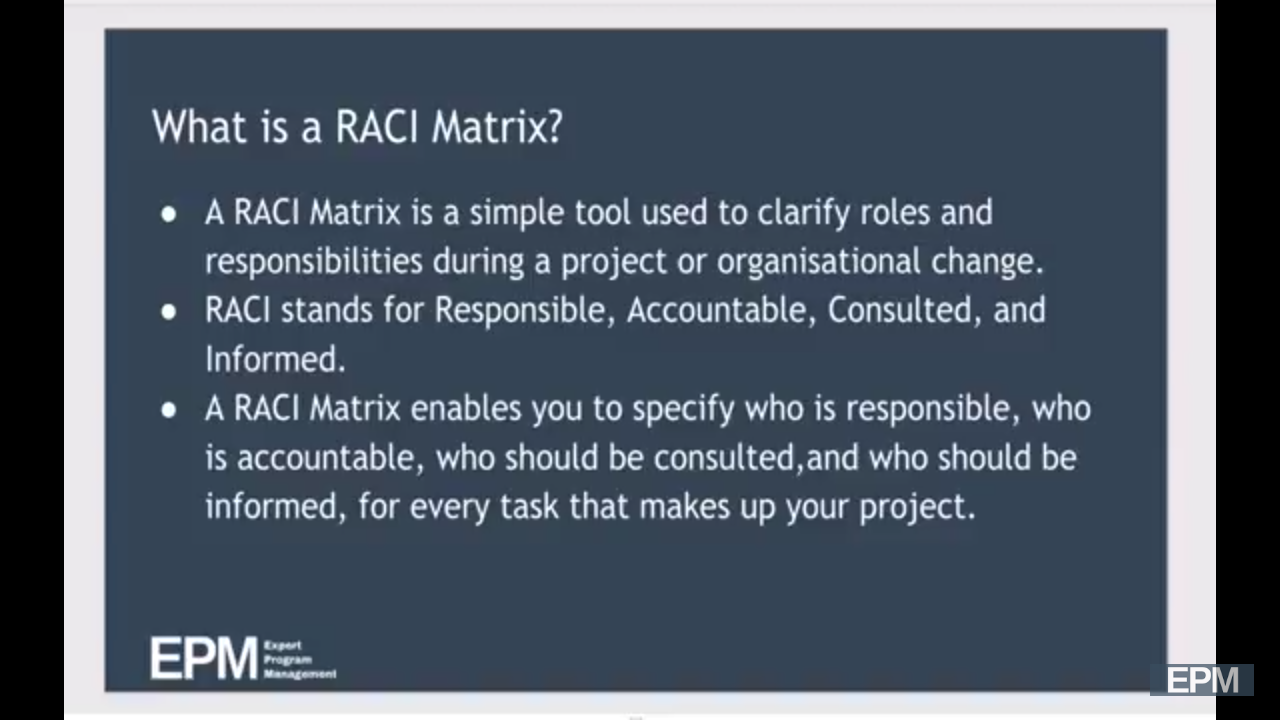 What is a RACI Matrix?
● A RACI Matrix is a simple tool used to clarify roles and
responsibilities during a project or organisational change.
● RACI stands for Responsible, Accountable, Consulted, and
Informed.
● A RACI Matrix enables you to specify who is responsible, who
is accountable, who should be consulted,and who should be
informed, for every task that makes up your project.
EPM
Expert
Program
Management
EPM